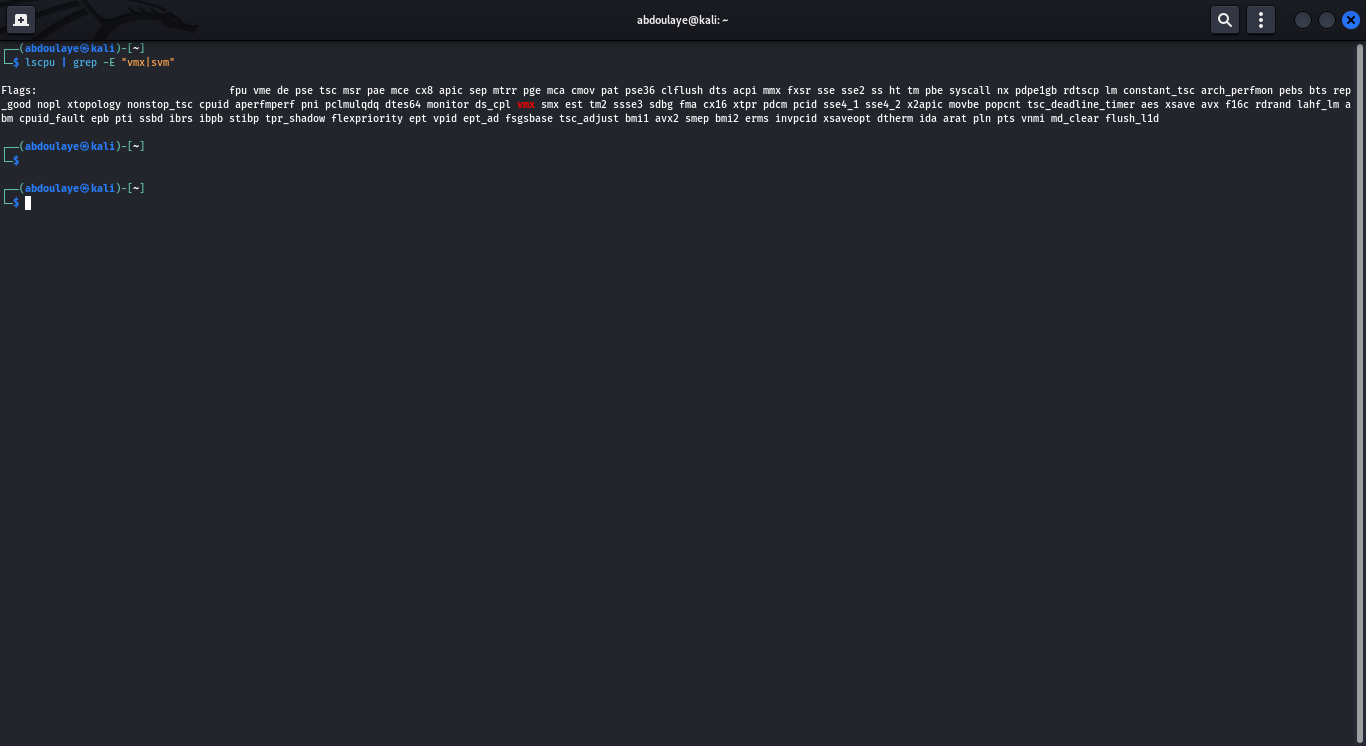 abdoulaye@kali: ~
┌──(abdoulaye㉿kali)-[~]
└─$ lscpu | grep -E "vmx|svm"
Flags: fpu vme de pse tsc msr pae mce cx8 apic sep mtrr pge mca cmov pat pse36 clflush dts acpi mmx fxsr sse sse2 ss ht tm pbe syscall nx pdpe1gb rdtscp lm constant_tsc arch_perfmon pebs bts rep
_good nopl xtopology nonstop_tsc cpuid aperfmperf pni pclmulqdq dtes64 monitor ds_cpl vmx smx est tm2 ssse3 sdbg fma cx16 xtpr pdcm pcid sse4_1 sse4_2 x2apic movbe popcnt tsc_deadline_timer aes xsave avx f16c rdrand lahf_lm a
bm cpuid_fault epb pti ssbd ibrs ibpb stibp tpr_shadow flexpriority ept vpid ept_ad fsgsbase tsc_adjust bmi1 avx2 smep bmi2 erms invpcid xsaveopt dtherm ida arat pln pts vnmi md_clear flush_l1d
┌──(abdoulaye㉿kali)-[~]
└─$
┌──(abdoulaye㉿kali)-[~]
└─$